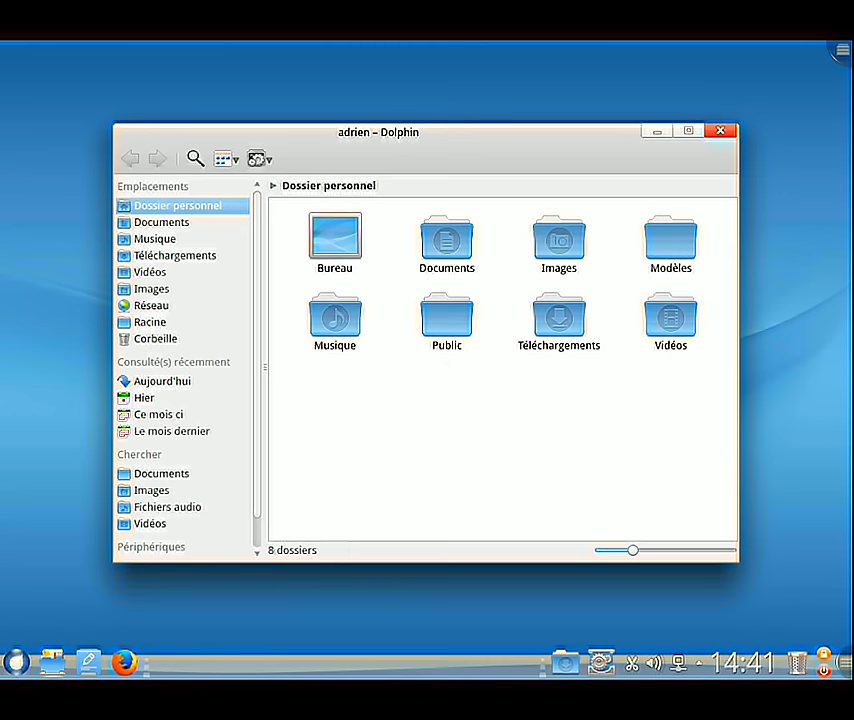 adrien – Dolphin
Emplacements
Dossier personnel
Documents
Musique
Téléchargements
Vidéos
Images
Réseau
Racine
Corbeille
Consulté(s) récemment
Aujourd'hui
Hier
Ce mois ci
Le mois dernier
Chercher
Documents
Images
Fichiers audio
Vidéos
Périphériques
Dossier personnel
Bureau
Documents
Images
Modèles
Musique
Public
Téléchargements
Vidéos
8 dossiers
14:41